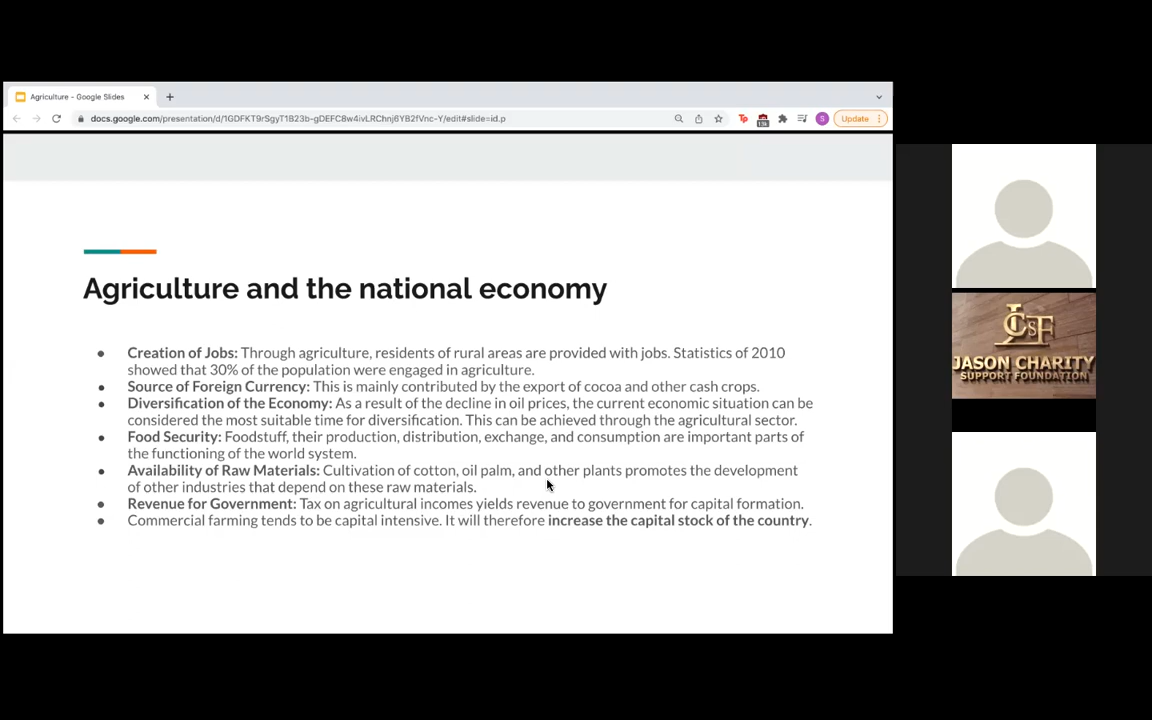 Agriculture - Google Slides
docs.google.com/presentation/d/1GDFKT9rSgyT1B23b-gDEFC8w4ivLRChnj6YB2fVnc-Y/edit#slide=id.p
Tp
S
Update
Agriculture and the national economy
● Creation of Jobs: Through agriculture, residents of rural areas are provided with jobs. Statistics of 2010
showed that 30% of the population were engaged in agriculture.
● Source of Foreign Currency: This is mainly contributed by the export of cocoa and other cash crops.
● Diversification of the Economy: As a result of the decline in oil prices, the current economic situation can be
considered the most suitable time for diversification. This can be achieved through the agricultural sector.
● Food Security: Foodstuff, their production, distribution, exchange, and consumption are important parts of
the functioning of the world system.
● Availability of Raw Materials: Cultivation of cotton, oil palm, and other plants promotes the development
of other industries that depend on these raw materials.
● Revenue for Government: Tax on agricultural incomes yields revenue to government for capital formation.
● Commercial farming tends to be capital intensive. It will therefore increase the capital stock of the country.
JCSF
JASON CHARITY
SUPPORT FOUNDATION